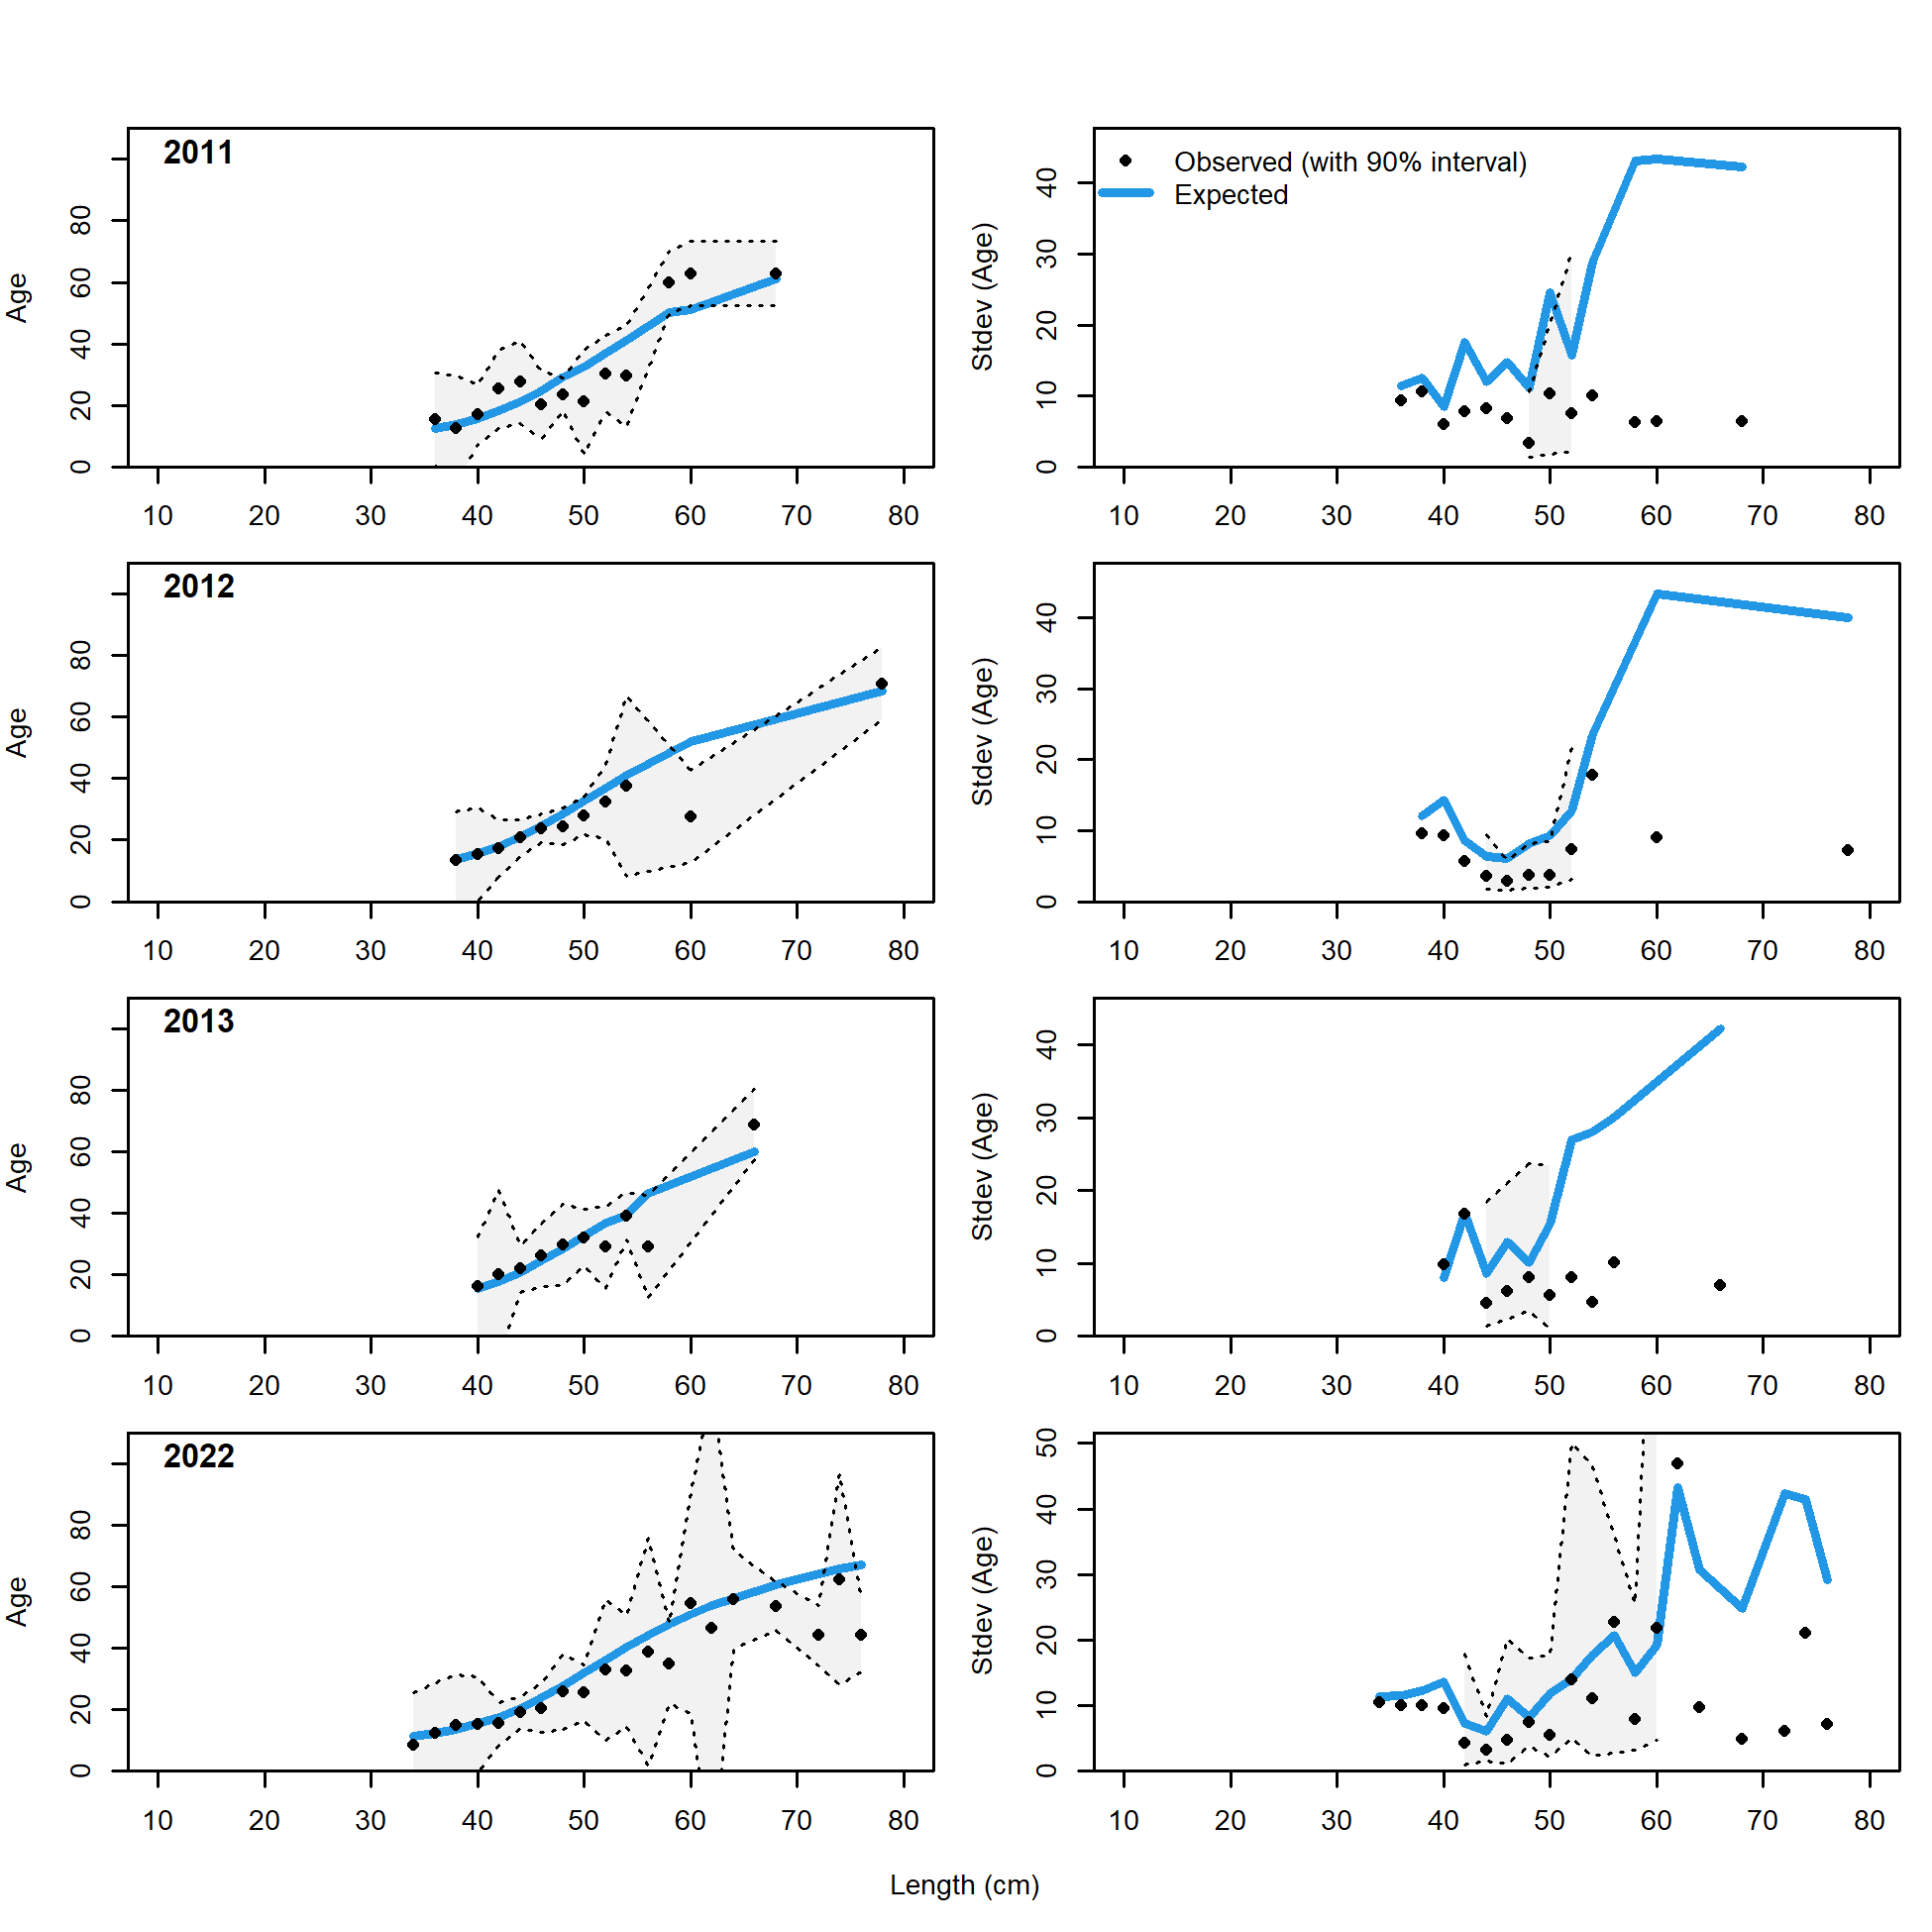 2011
Age
0 20 40 60 80
10 20 30 40 50 60 70 80
Observed (with 90% interval)
Expected
Stdev (Age)
0 10 20 30 40
10 20 30 40 50 60 70 80
2012
Age
0 20 40 60 80
10 20 30 40 50 60 70 80
Stdev (Age)
0 10 20 30 40
10 20 30 40 50 60 70 80
2013
Age
0 20 40 60 80
10 20 30 40 50 60 70 80
Stdev (Age)
0 10 20 30 40
10 20 30 40 50 60 70 80
2022
Age
0 20 40 60 80
10 20 30 40 50 60 70 80
Stdev (Age)
0 10 20 30 40 50
10 20 30 40 50 60 70 80
Length (cm)